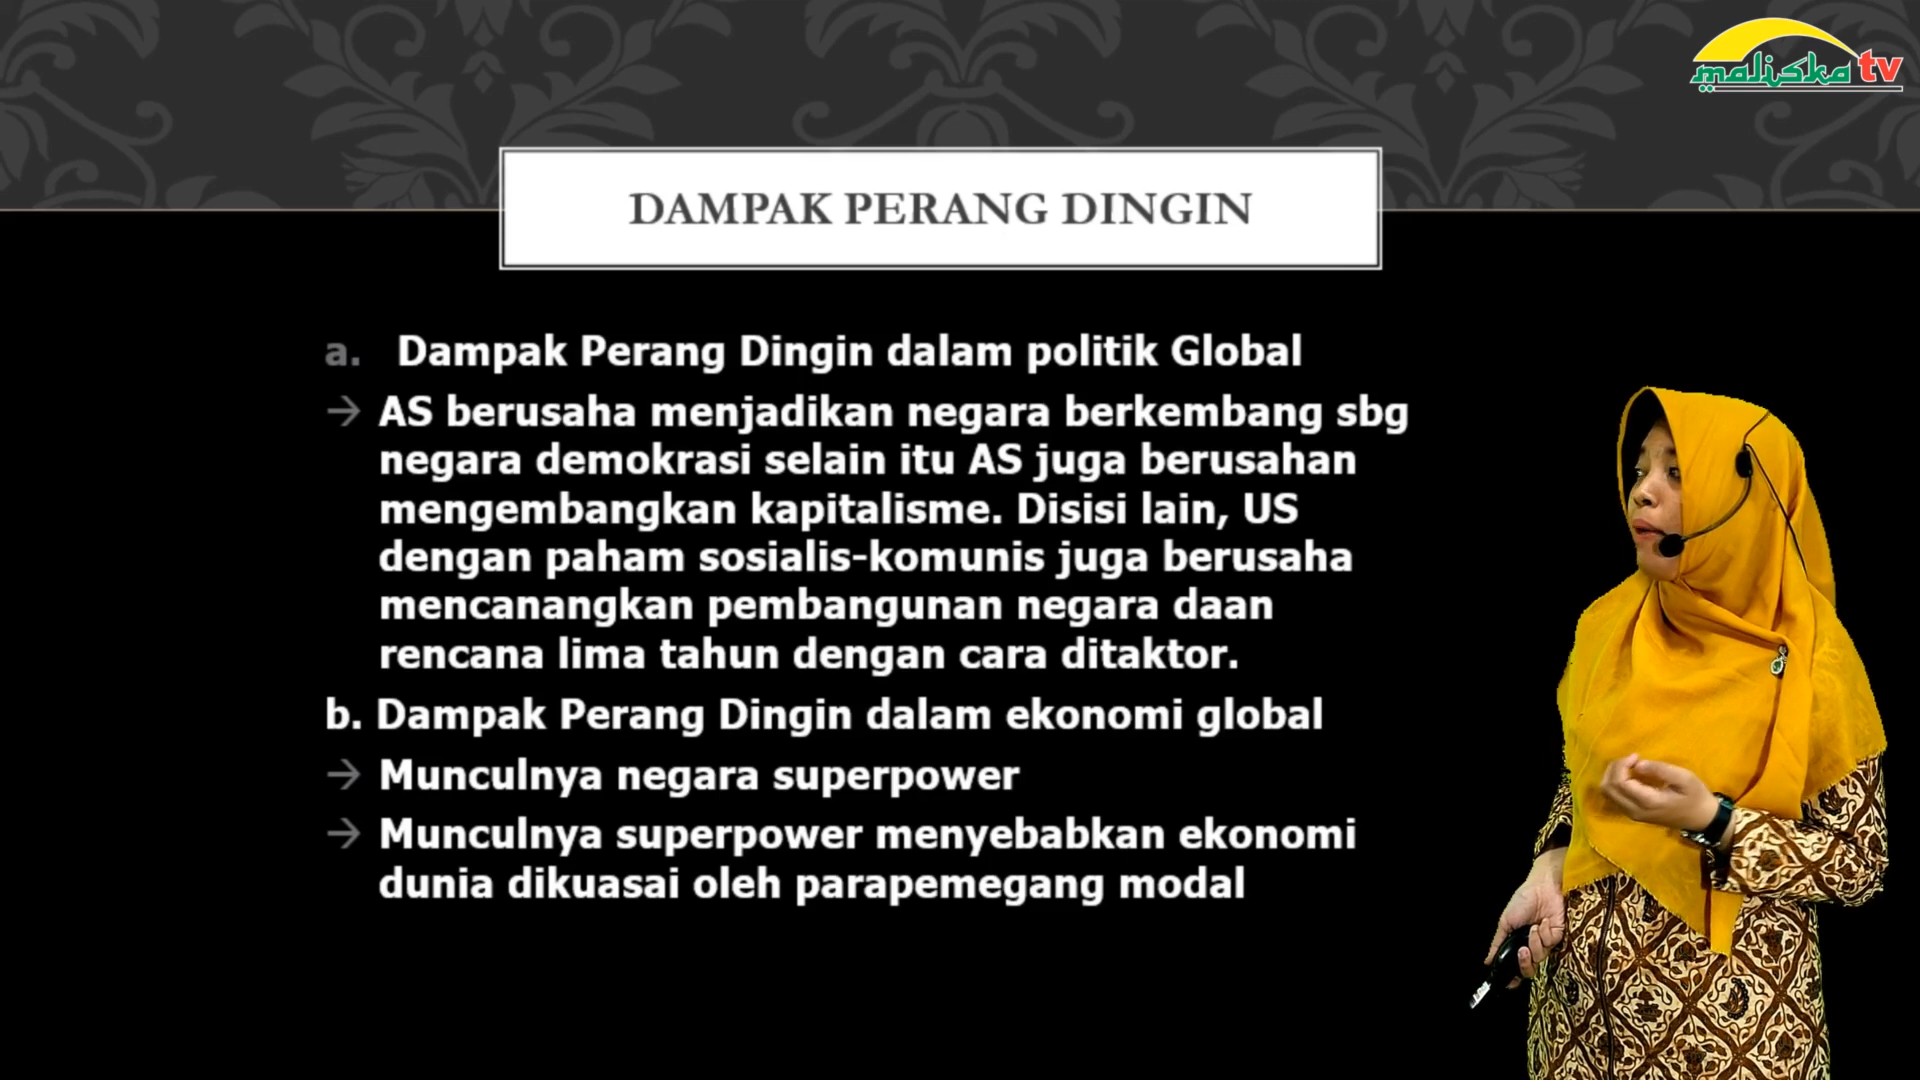 maliska tv
DAMPAK PERANG DINGIN
a. Dampak Perang Dingin dalam politik Global
→ AS berusaha menjadikan negara berkembang sbg
negara demokrasi selain itu AS juga berusahan
mengembangkan kapitalisme. Disisi lain, US
dengan paham sosialis-komunis juga berusaha
mencanangkan pembangunan negara daan
rencana lima tahun dengan cara ditaktor.
b. Dampak Perang Dingin dalam ekonomi global
→ Munculnya negara superpower
→ Munculnya superpower menyebabkan ekonomi
dunia dikuasai oleh parapemegang modal